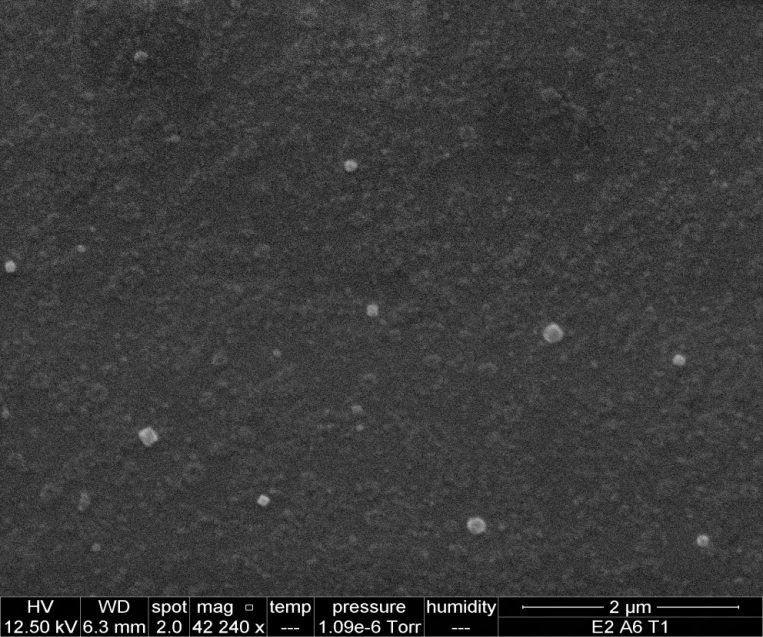 HV WD spot mag temp pressure humidity 2 µm
12.50 kV 6.3 mm 2.0 42 240 x --- 1.09e-6 Torr --- E2 A6 T1